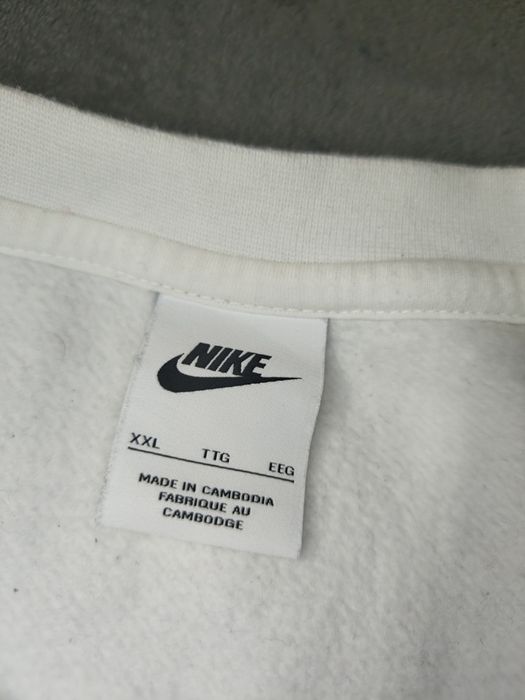 NIKE
XXL TTG EEG
MADE IN CAMBODIA
FABRIQUE AU
CAMBODGE